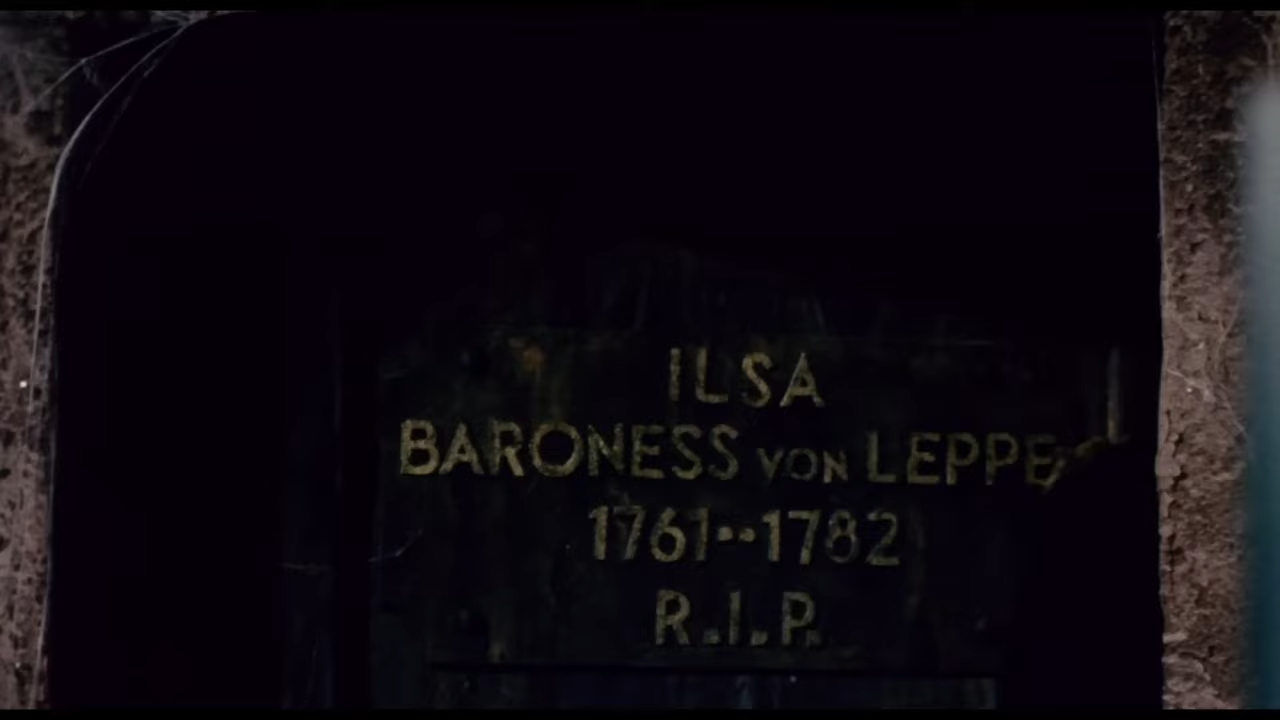 ILSA
BARONESS VON LEPPE
1761--1782
R.I.P.